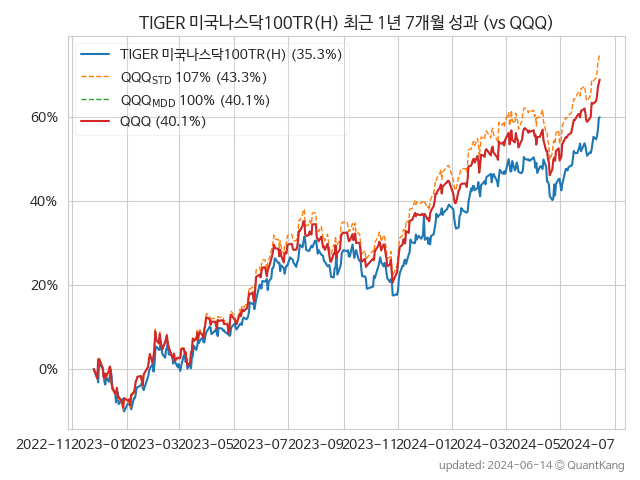 TIGER 미국나스닥100TR(H) 최근 1년 7개월 성과 (vs QQQ)
TIGER 미국나스닥100TR(H) (35.3%)
QQQSTD 107% (43.3%)
QQQMDD 100% (40.1%)
QQQ (40.1%)
60%
40%
20%
0%
2022-11 2023-01 2023-03 2023-05 2023-07 2023-09 2023-11 2024-01 2024-03 2024-05 2024-07
updated: 2024-06-14 © QuantKang